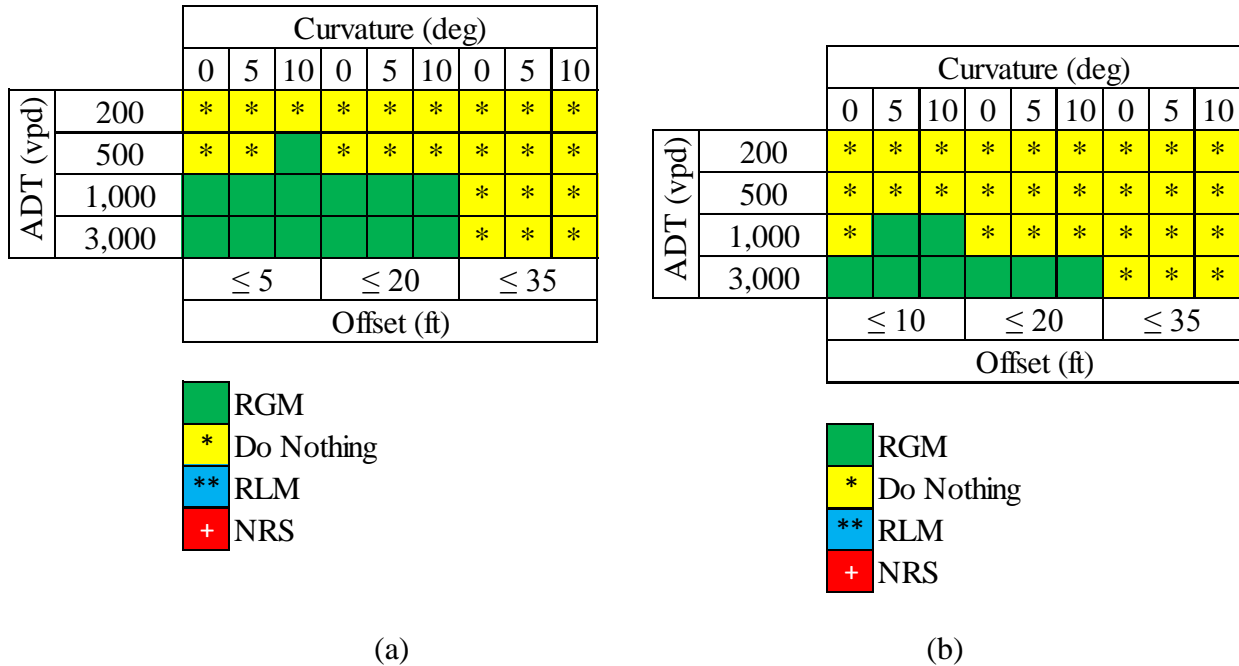 Curvature (deg)
0 5 10 0 5 10 0 5 10
ADT (vpd)
200 * * * * * * * * *
500 * * * * * * * *
1,000 * * *
3,000 * * *
≤ 5 ≤ 20 ≤ 35
Offset (ft)
RGM
* Do Nothing
** RLM
+ NRS
(a)
Curvature (deg)
0 5 10 0 5 10 0 5 10
ADT (vpd)
200 * * * * * * * * *
500 * * * * * * * * *
1,000 * * * * * * *
3,000 * * *
≤ 10 ≤ 20 ≤ 35
Offset (ft)
RGM
* Do Nothing
** RLM
+ NRS
(b)